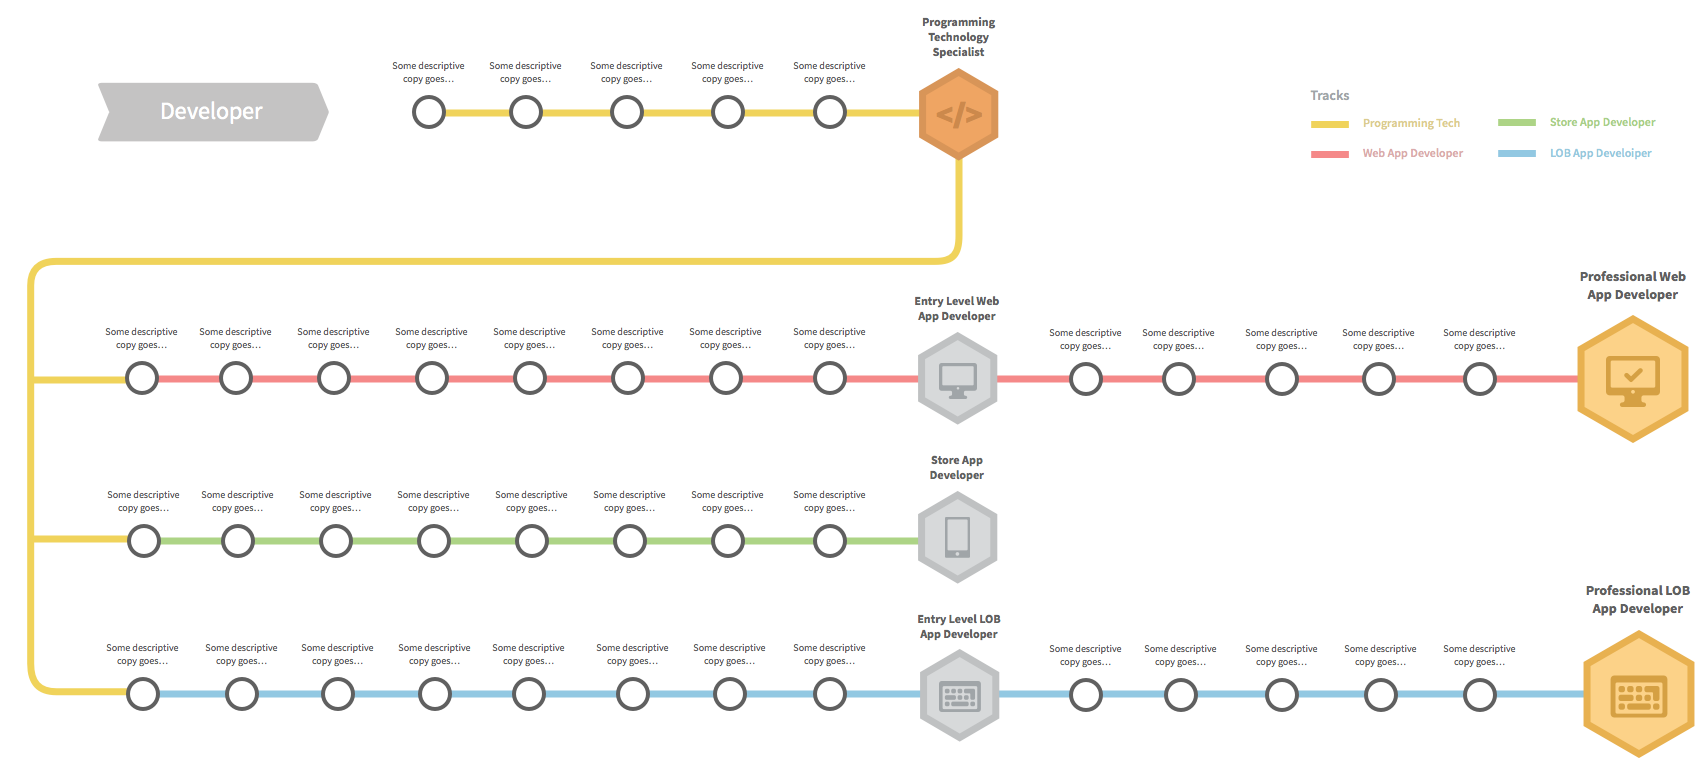 Programming
Technology
Specialist
Some descriptive
copy goes...
Some descriptive
copy goes...
Some descriptive
copy goes...
Some descriptive
copy goes...
Some descriptive
copy goes...
Developer
</>
Tracks
Programming Tech
Store App Developer
Web App Developer
LOB App Develoiper
Professional Web
App Developer
Entry Level Web
App Developer
Some descriptive
copy goes...
Some descriptive
copy goes...
Some descriptive
copy goes...
Some descriptive
copy goes...
Some descriptive
copy goes...
Some descriptive
copy goes...
Some descriptive
copy goes...
Some descriptive
copy goes...
Some descriptive
copy goes...
Some descriptive
copy goes...
Some descriptive
copy goes...
Some descriptive
copy goes...
Some descriptive
copy goes...
Store App
Developer
Some descriptive
copy goes...
Some descriptive
copy goes...
Some descriptive
copy goes...
Some descriptive
copy goes...
Some descriptive
copy goes...
Some descriptive
copy goes...
Some descriptive
copy goes...
Some descriptive
copy goes...
Professional LOB
App Developer
Entry Level LOB
App Developer
Some descriptive
copy goes...
Some descriptive
copy goes...
Some descriptive
copy goes...
Some descriptive
copy goes...
Some descriptive
copy goes...
Some descriptive
copy goes...
Some descriptive
copy goes...
Some descriptive
copy goes...
Some descriptive
copy goes...
Some descriptive
copy goes...
Some descriptive
copy goes...
Some descriptive
copy goes...
Some descriptive
copy goes...